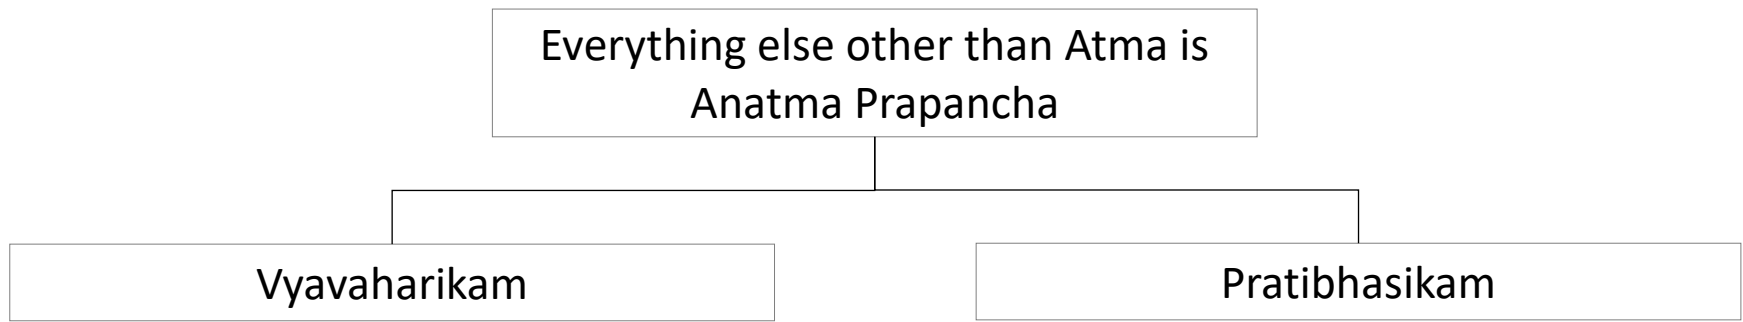 Everything else other than Atma is
Anatma Prapancha
Vyavaharikam
Pratibhasikam